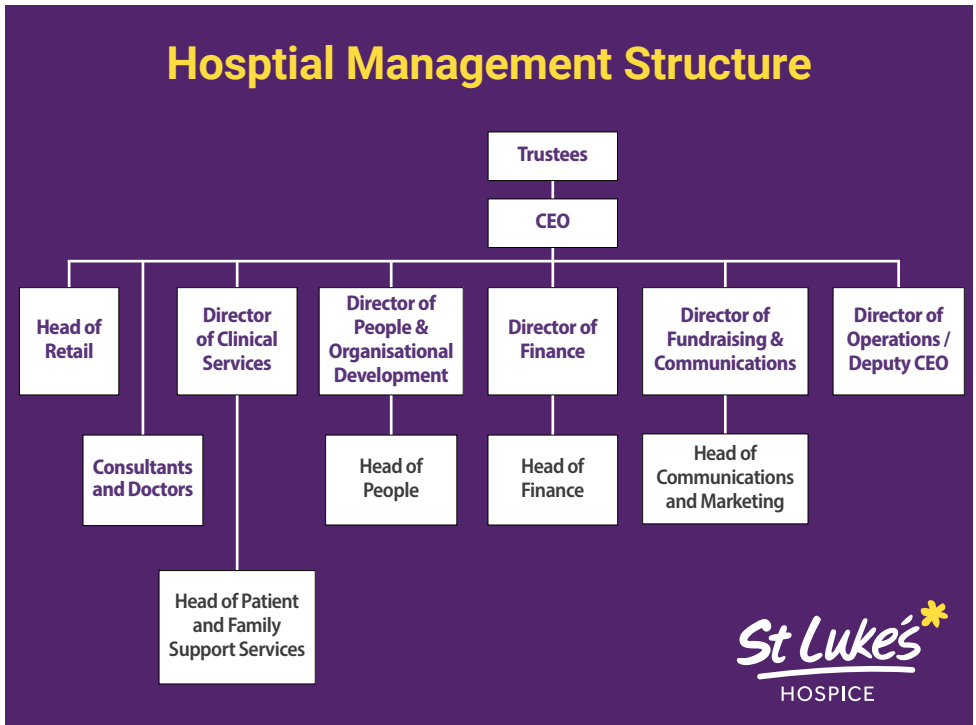 Hosptial Management Structure
Trustees
CEO
Head of
Retail
Director
of Clinical
Services
Director of
People &
Organisational
Development
Director of
Finance
Director of
Fundraising &
Communications
Director of
Operations /
Deputy CEO
Consultants
and Doctors
Head of
People
Head of
Finance
Head of
Communications
and Marketing
Head of Patient
and Family
Support Services
St Luke's
HOSPICE